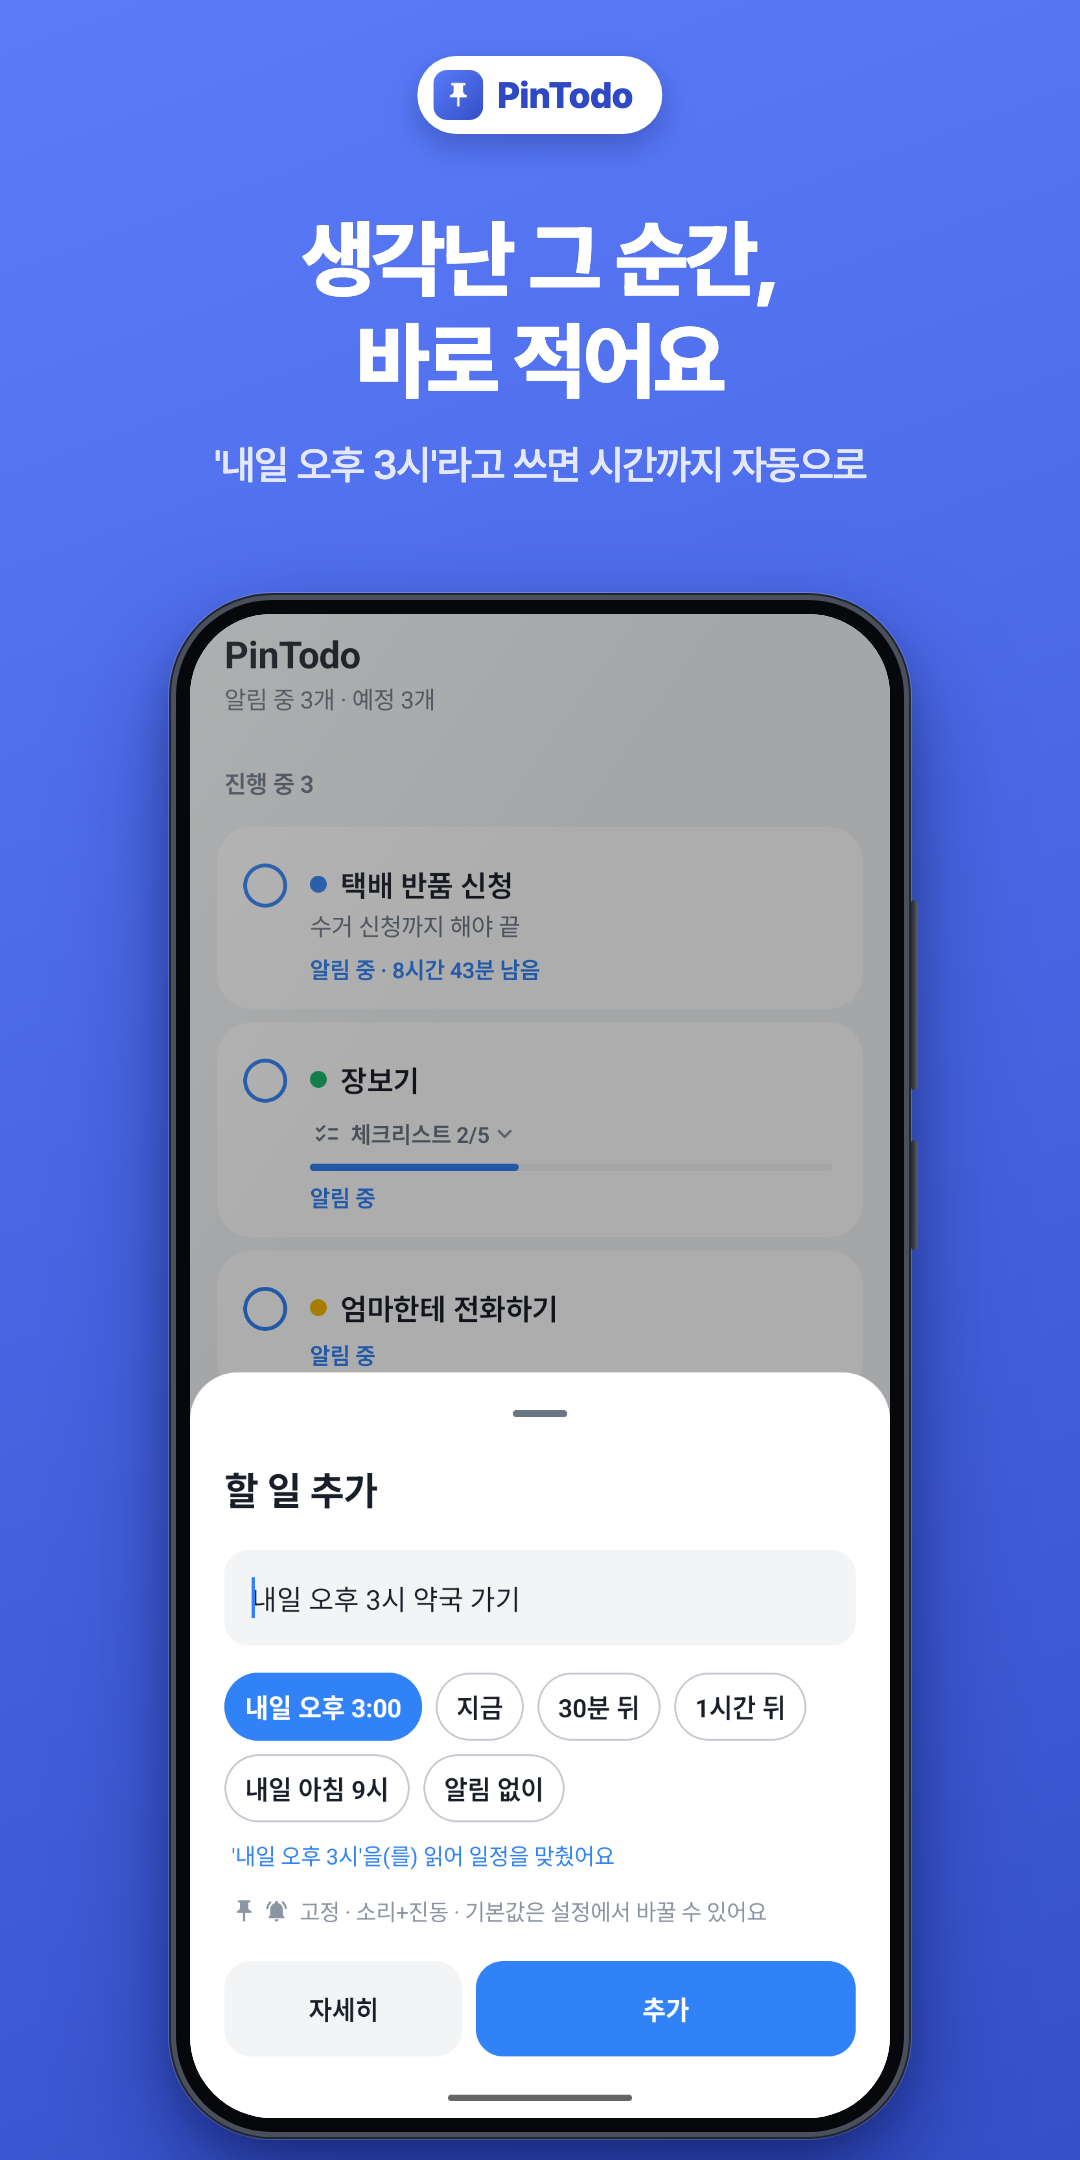 PinTodo
생각난 그 순간,
바로 적어요
'내일 오후 3시'라고 쓰면 시간까지 자동으로
PinTodo
알림 중 3개 · 예정 3개
진행 중 3
택배 반품 신청
수거 신청까지 해야 끝
알림 중 · 8시간 43분 남음
장보기
체크리스트 2/5
알림 중
엄마한테 전화하기
알림 중
할 일 추가
내일 오후 3시 약국 가기
내일 오후 3:00 지금 30분 뒤 1시간 뒤
내일 아침 9시 알림 없이
'내일 오후 3시'을(를) 읽어 일정을 맞췄어요
고정 · 소리+진동 · 기본값은 설정에서 바꿀 수 있어요
자세히 추가